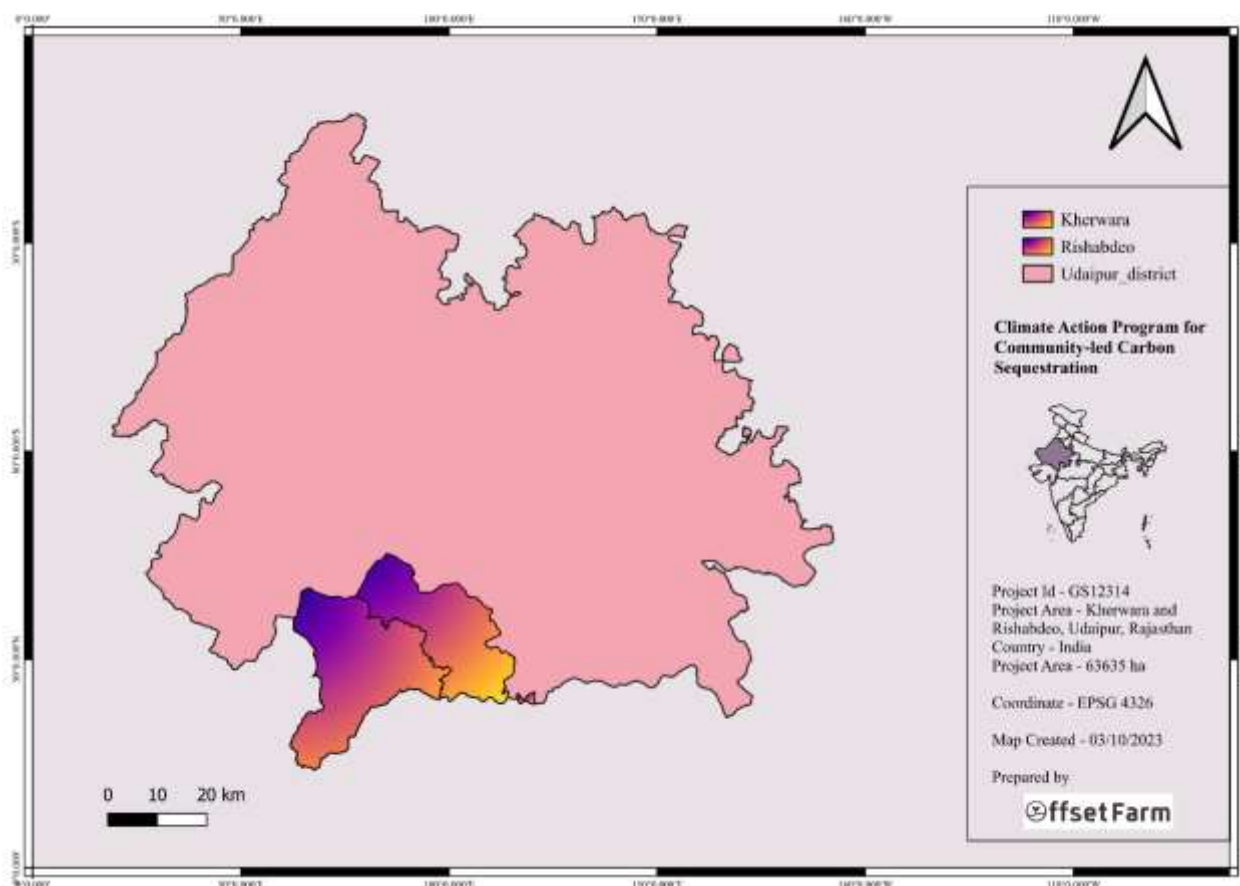 Kherwara
Rishabdeo
Udaipur_district
Climate Action Program for
Community-led Carbon
Sequestration
Project Id - GS12314
Project Area - Kherwara and
Rishabdeo, Udaipur, Rajasthan
Country - India
Project Area - 63635 ha
Coordinate - EPSG 4326
Map Created - 03/10/2023
Prepared by
OffsetFarm
0 10 20 km